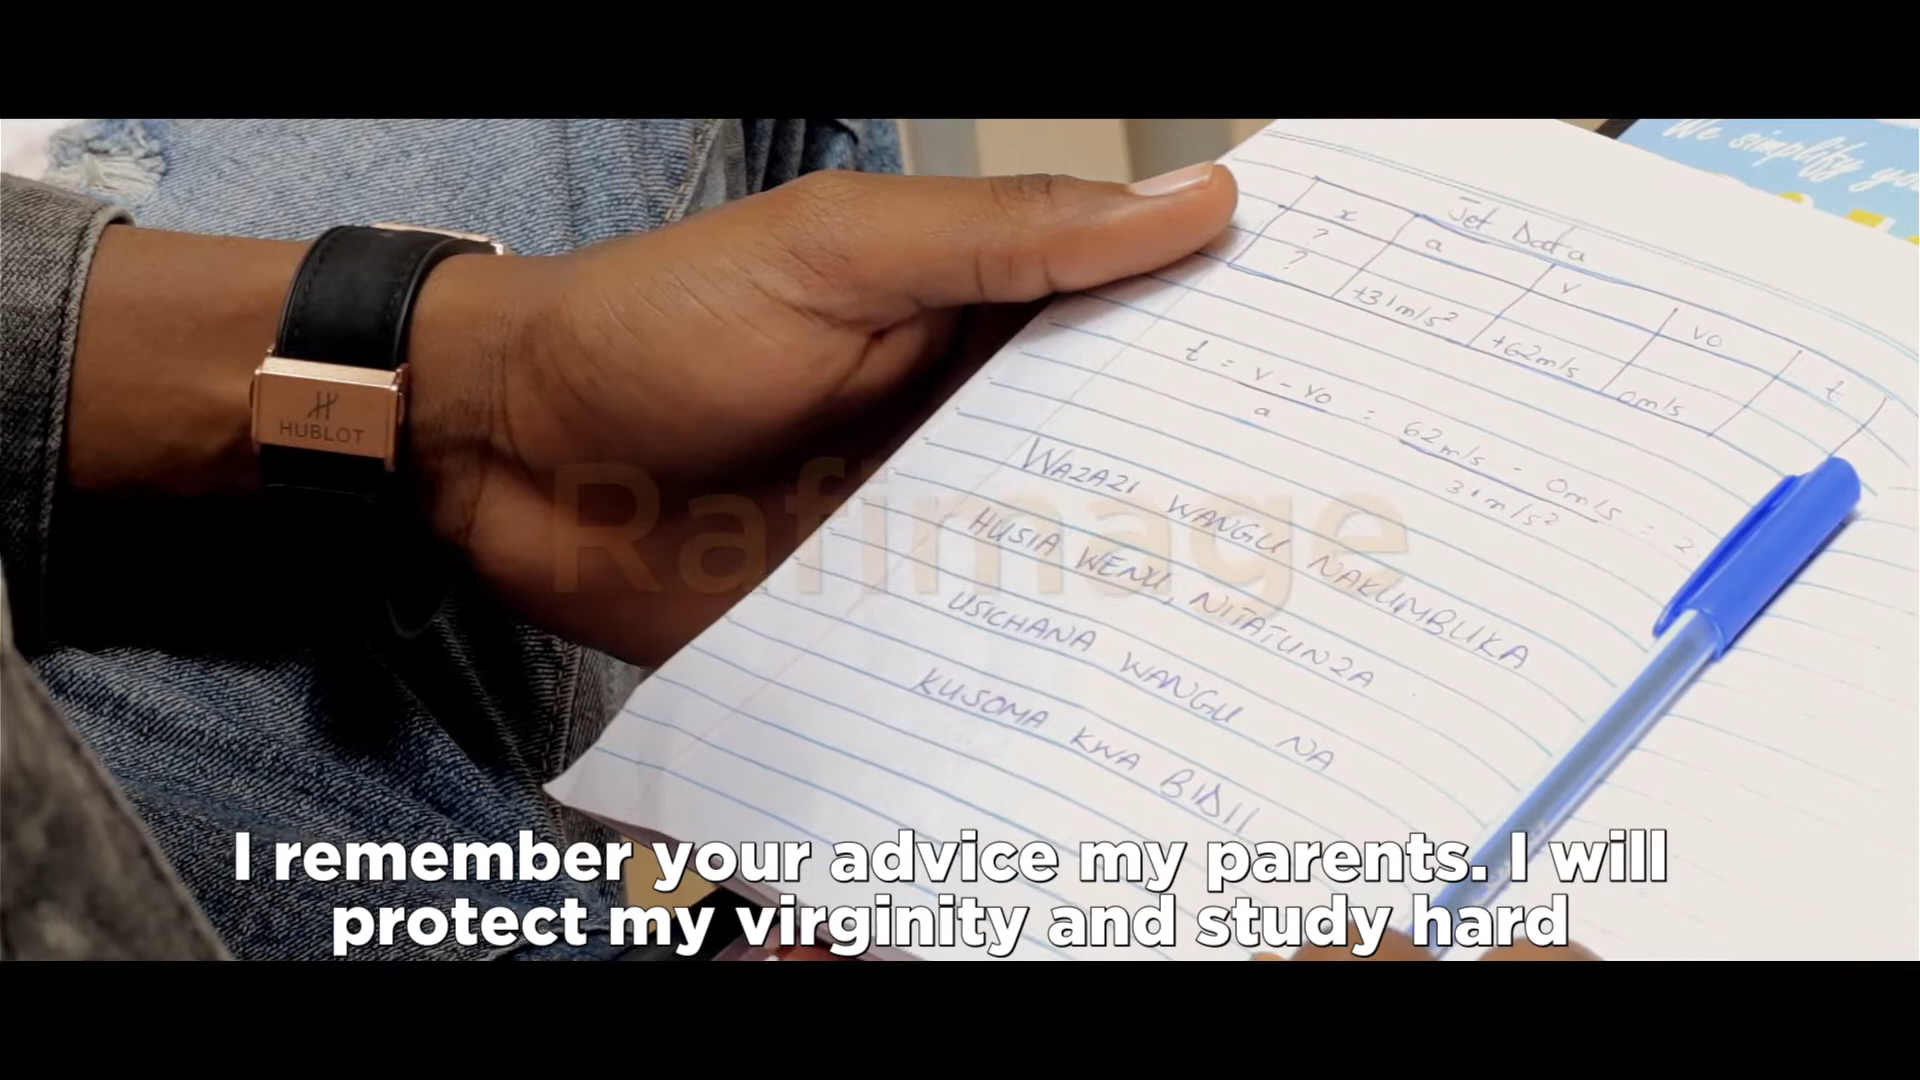 We simplify
Jet Data
x a v vo t
?
? +31m/s² +62m/s 0m/s
t = v - vo / a = 62m/s - 0m/s / 31m/s² = 2
WAZAZI WANGU NAKUMBUKA
HUSIA WENU, NITATUNZA
USICHANA WANGU NA
KUSOMA KWA BIDII
H
HUBLOT
Rafimage
I remember your advice my parents. I will
protect my virginity and study hard